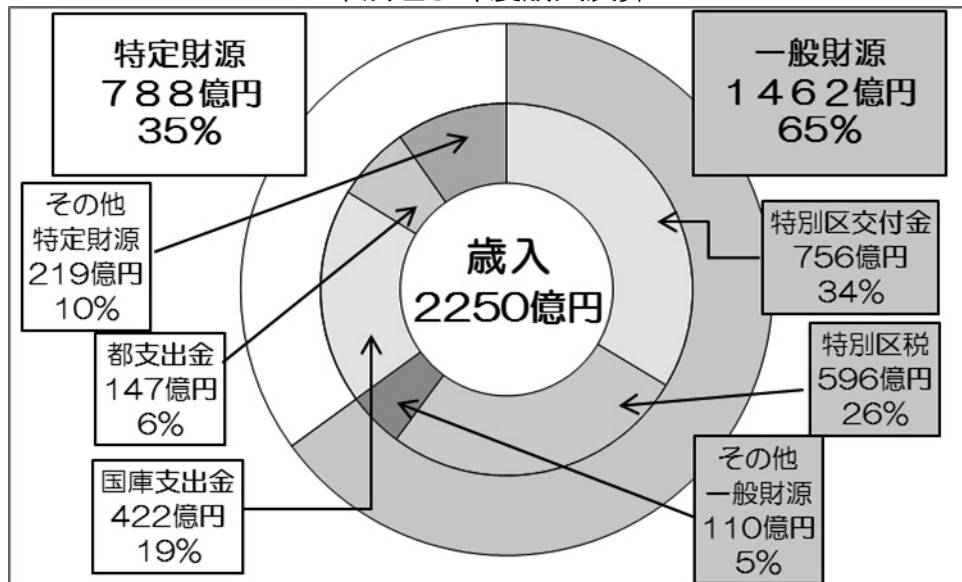 特定財源
７８８億円
35%
一般財源
１４６２億円
65%
その他
特定財源
219億円
10%
都支出金
147億円
6%
国庫支出金
422億円
19%
歳入
2250億円
特別区交付金
756億円
34%
特別区税
596億円
26%
その他
一般財源
110億円
5%